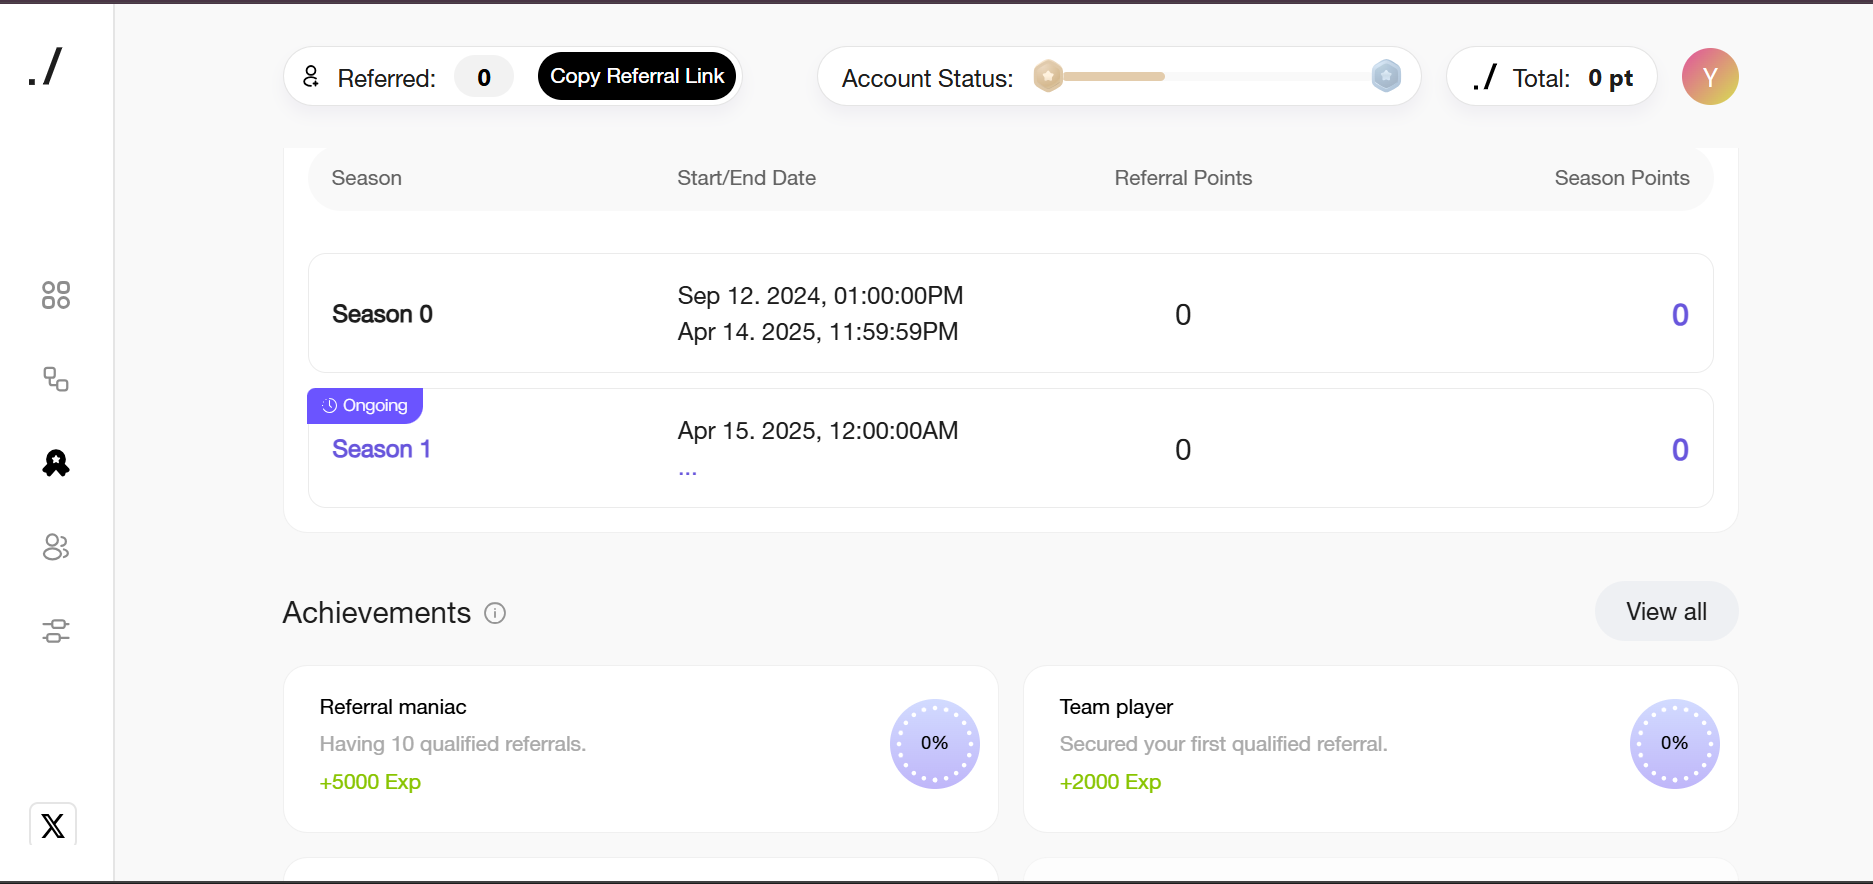 ./
Referred: 0 Copy Referral Link
Account Status:
./ Total: 0 pt
Y
Season Start/End Date Referral Points Season Points
Season 0
Sep 12. 2024, 01:00:00PM
Apr 14. 2025, 11:59:59PM
0 0
Ongoing
Season 1
Apr 15. 2025, 12:00:00AM
...
0 0
Achievements
View all
Referral maniac
Having 10 qualified referrals.
+5000 Exp
0%
Team player
Secured your first qualified referral.
+2000 Exp
0%
X